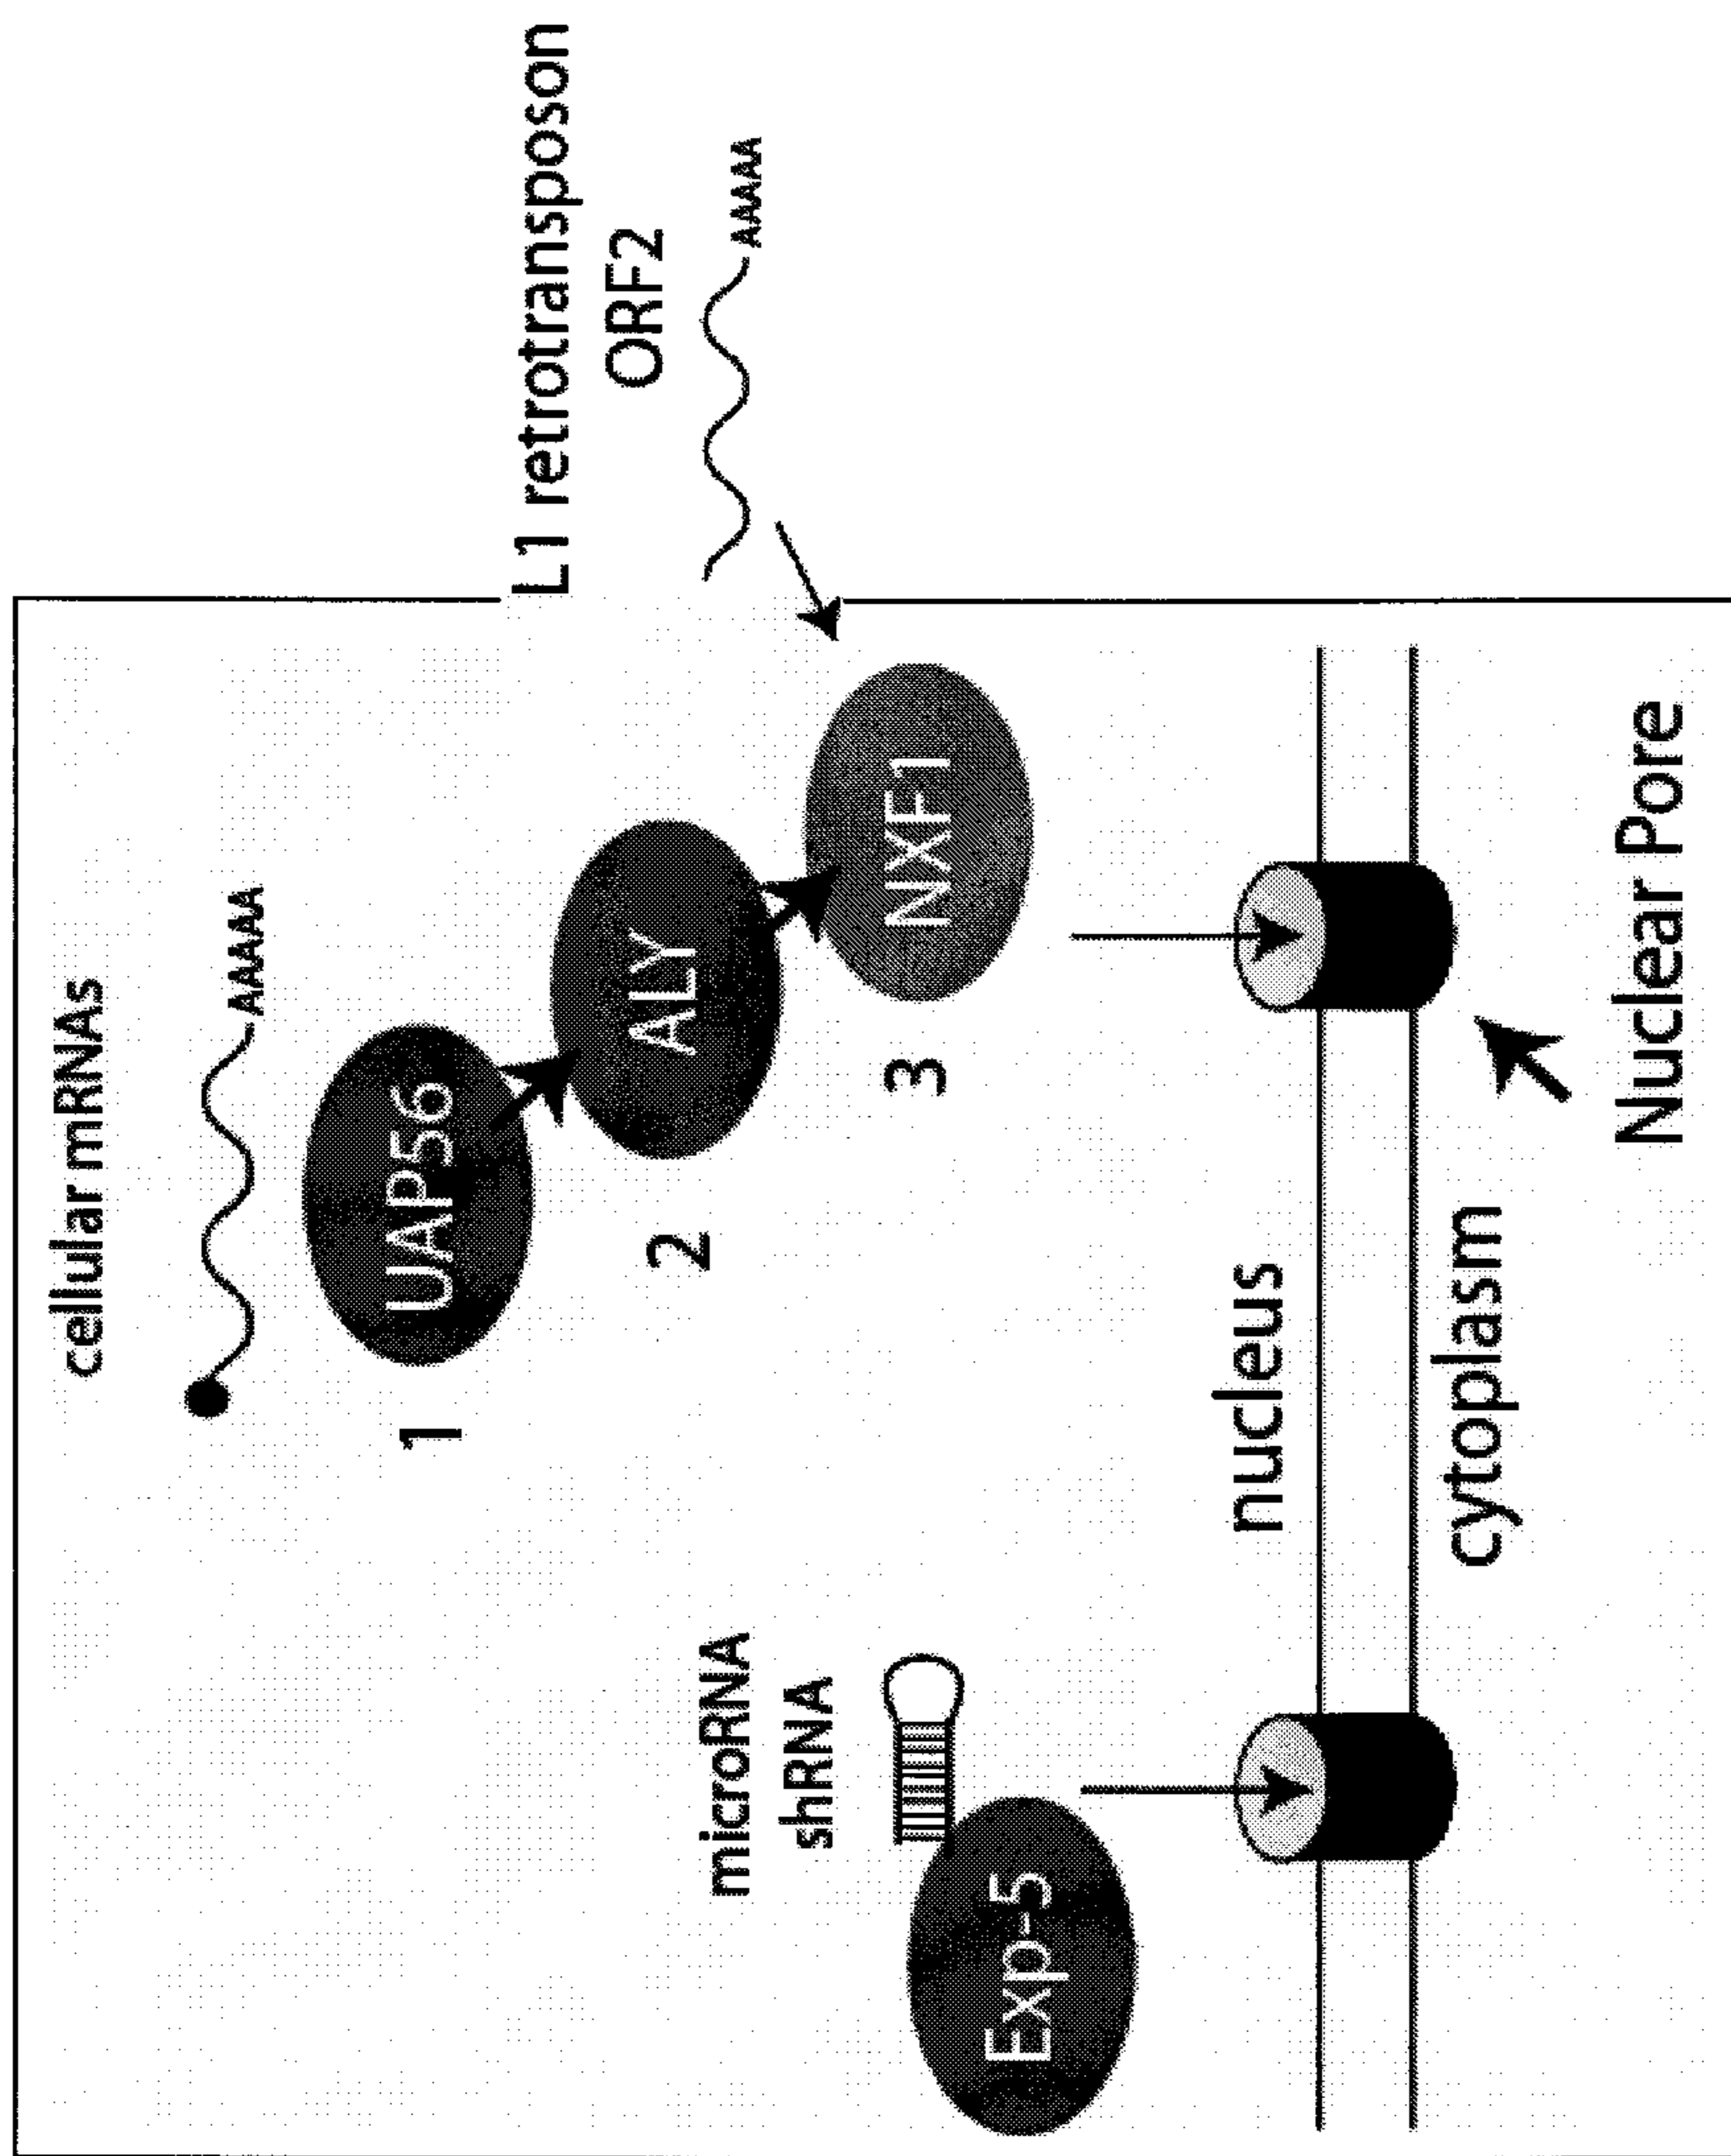 cellular mRNAs
AAAAA
L1 retrotransposon
ORF2
AAAAA
1
UAP56
2
ALY
3
NXF1
microRNA
shRNA
Exp-5
nucleus
cytoplasm
Nuclear Pore